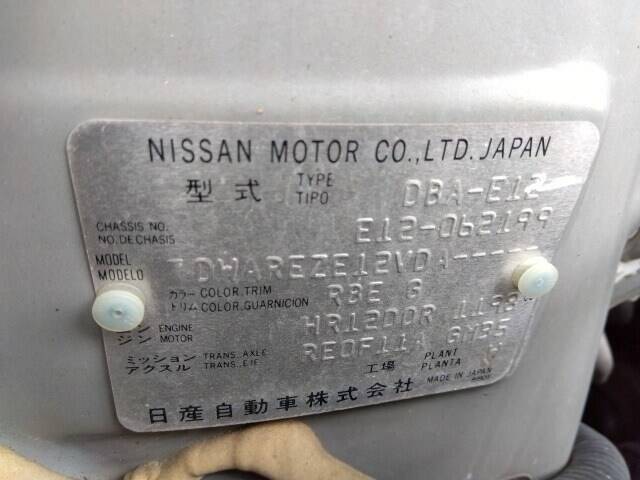 NISSAN MOTOR CO.,LTD. JAPAN
型式 TYPE TIPO DBA-E12
CHASSIS NO. NO.DE CHASIS E12-062199
MODEL MODELO DWAREZE12VDA-----
カラー COLOR,TRIM RBE G
トリム COLOR,GUARNICION
ジン ENGINE MOTOR HR12DDR 1198
ミッション TRANS. AXLE RE0F11A GH25
アクスル TRANS. EJE
工場 PLANT PLANTA MADE IN JAPAN
日産自動車株式会社